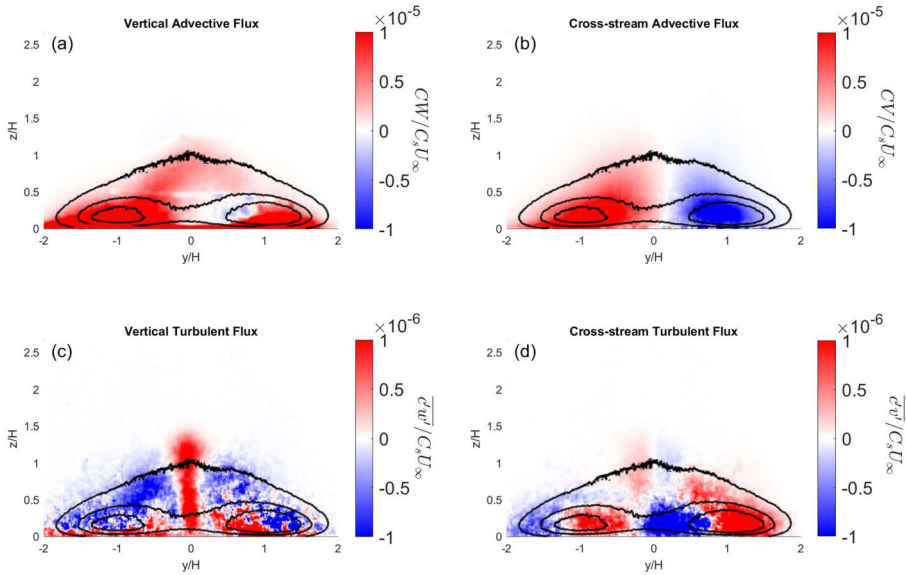 Vertical Advective Flux
(a)
z/H
2.5
2
1.5
1
0.5
0
-2 -1 0 1 2
y/H
×10^-5
1
0.5
0
-0.5
-1
CW/C_sU_∞
Cross-stream Advective Flux
(b)
z/H
2.5
2
1.5
1
0.5
0
-2 -1 0 1 2
y/H
×10^-5
1
0.5
0
-0.5
-1
CV/C_sU_∞
Vertical Turbulent Flux
(c)
z/H
2.5
2
1.5
1
0.5
0
-2 -1 0 1 2
y/H
×10^-6
1
0.5
0
-0.5
-1
c'w'/C_sU_∞
Cross-stream Turbulent Flux
(d)
z/H
2.5
2
1.5
1
0.5
0
-2 -1 0 1 2
y/H
×10^-6
1
0.5
0
-0.5
-1
c'v'/C_sU_∞